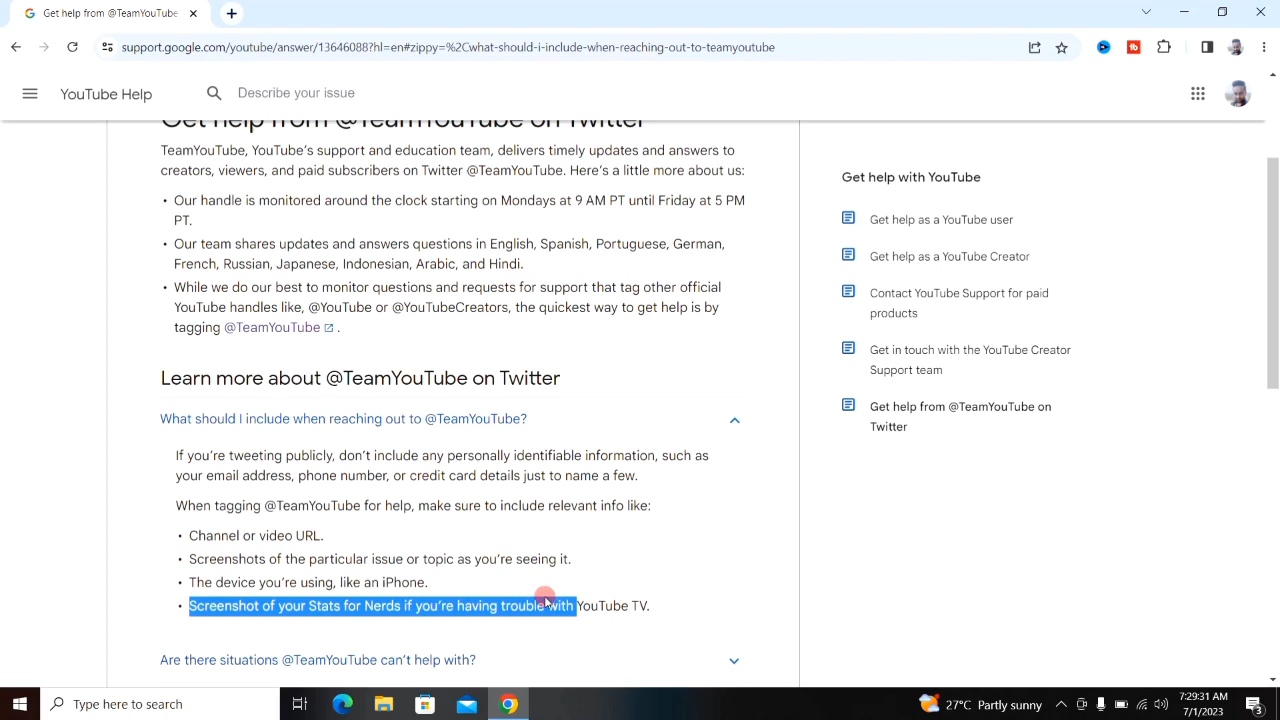 Get help from @TeamYouTube
support.google.com/youtube/answer/13646088?hl=en#zippy=%2Cwhat-should-i-include-when-reaching-out-to-teamyoutube
YouTube Help
Describe your issue
Get help from @TeamYouTube on Twitter
TeamYouTube, YouTube's support and education team, delivers timely updates and answers to
creators, viewers, and paid subscribers on Twitter @TeamYouTube. Here's a little more about us:
• Our handle is monitored around the clock starting on Mondays at 9 AM PT until Friday at 5 PM
PT.
• Our team shares updates and answers questions in English, Spanish, Portuguese, German,
French, Russian, Japanese, Indonesian, Arabic, and Hindi.
• While we do our best to monitor questions and requests for support that tag other official
YouTube handles like, @YouTube or @YouTubeCreators, the quickest way to get help is by
tagging @TeamYouTube .
Learn more about @TeamYouTube on Twitter
What should I include when reaching out to @TeamYouTube?
If you're tweeting publicly, don't include any personally identifiable information, such as
your email address, phone number, or credit card details just to name a few.
When tagging @TeamYouTube for help, make sure to include relevant info like:
• Channel or video URL.
• Screenshots of the particular issue or topic as you're seeing it.
• The device you're using, like an iPhone.
• Screenshot of your Stats for Nerds if you're having trouble with YouTube TV.
Are there situations @TeamYouTube can't help with?
Get help with YouTube
Get help as a YouTube user
Get help as a YouTube Creator
Contact YouTube Support for paid
products
Get in touch with the YouTube Creator
Support team
Get help from @TeamYouTube on
Twitter
Type here to search
27°C Partly sunny
7:29:31 AM
7/1/2023
3